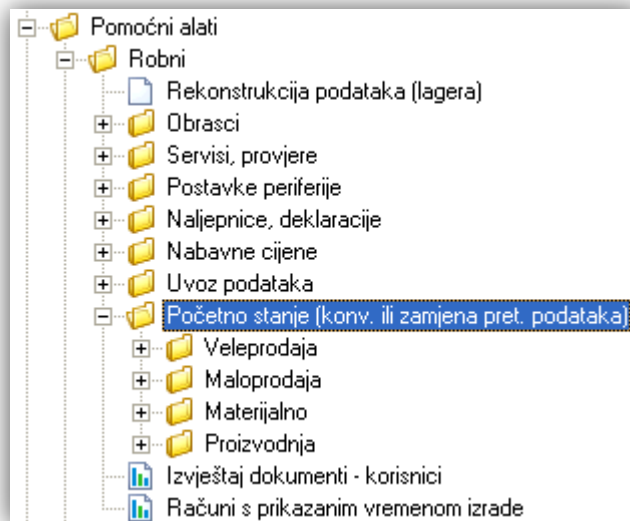 Pomoćni alati
Robni
Rekonstrukcija podataka (lagera)
Obrasci
Servisi, provjere
Postavke periferije
Naljepnice, deklaracije
Nabavne cijene
Uvoz podataka
Početno stanje (konv. ili zamjena pret. podataka)
Veleprodaja
Maloprodaja
Materijalno
Proizvodnja
Izvještaj dokumenti - korisnici
Računi s prikazanim vremenom izrade